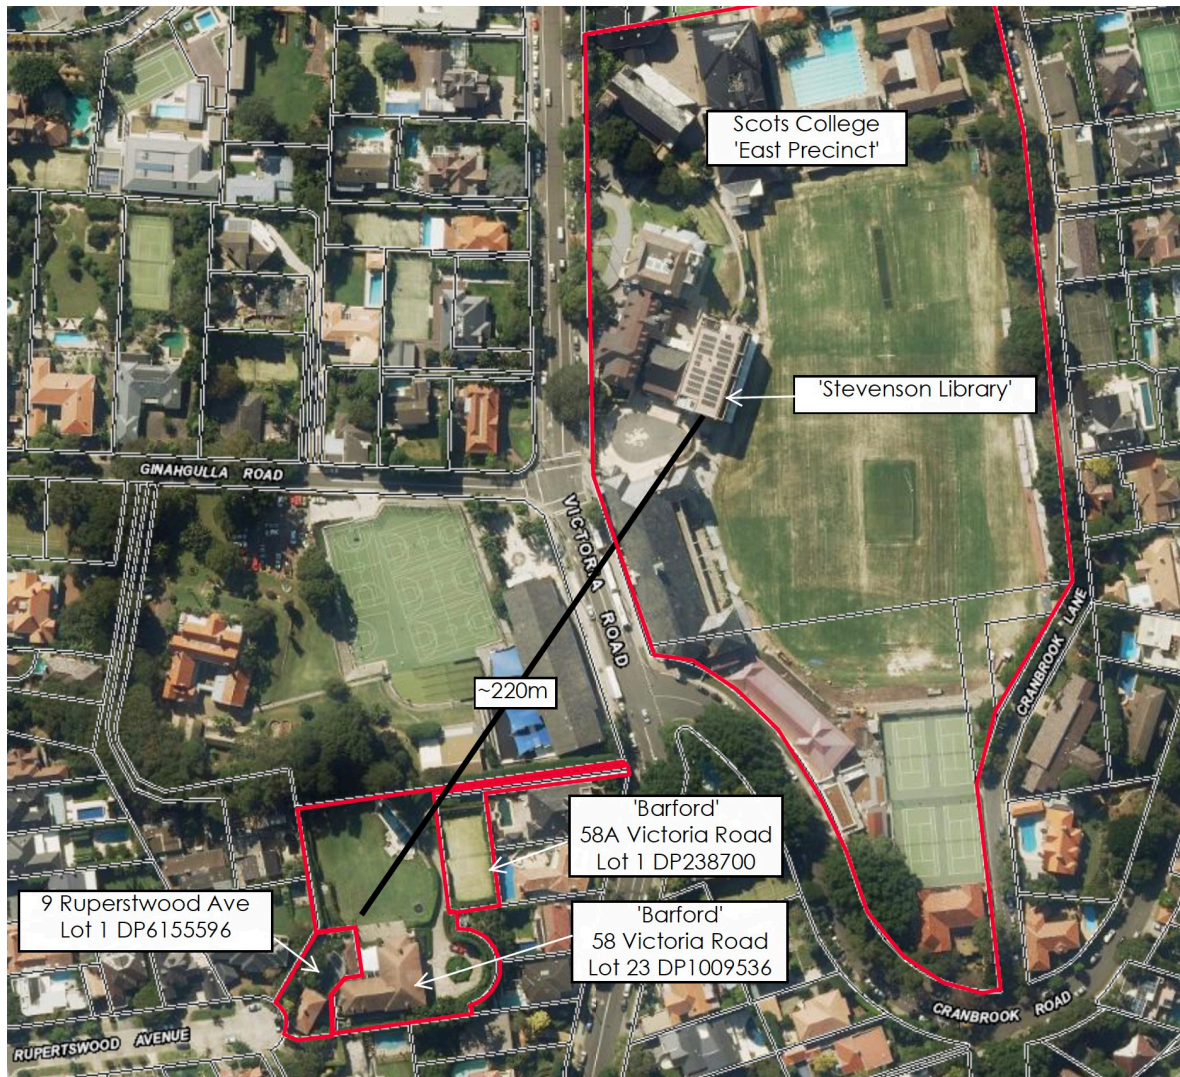 Scots College
'East Precinct'
'Stevenson Library'
GINAHGULLA ROAD
VICTORIA ROAD
CRANBROOK LANE
~220m
'Barford'
58A Victoria Road
Lot 1 DP238700
9 Ruperstwood Ave
Lot 1 DP6155596
'Barford'
58 Victoria Road
Lot 23 DP1009536
CRANBROOK ROAD
RUPERTSWOOD AVENUE